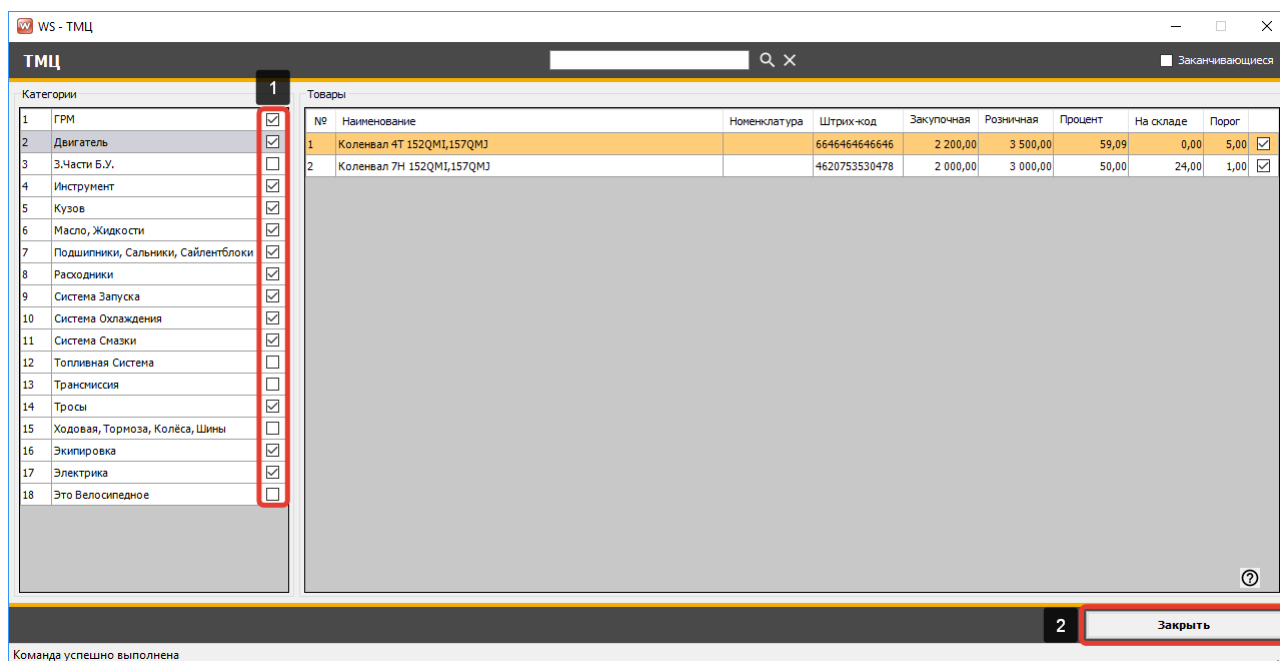 WS - ТМЦ
ТМЦ
Заканчивающиеся
1
Категории
1 ГРМ
2 Двигатель
3 З.Части Б.У.
4 Инструмент
5 Кузов
6 Масло, Жидкости
7 Подшипники, Сальники, Сайлентблоки
8 Расходники
9 Система Запуска
10 Система Охлаждения
11 Система Смазки
12 Топливная Система
13 Трансмиссия
14 Тросы
15 Ходовая, Тормоза, Колёса, Шины
16 Экипировка
17 Электрика
18 Это Велосипедное
Товары
№ Наименование Номенклатура Штрих-код Закупочная Розничная Процент На складе Порог
1 Коленвал 4Т 152QMI,157QMJ 6646464646646 2 200,00 3 500,00 59,09 0,00 5,00
2 Коленвал 7Н 152QMI,157QMJ 4620753530478 2 000,00 3 000,00 50,00 24,00 1,00
2
Закрыть
Команда успешно выполнена